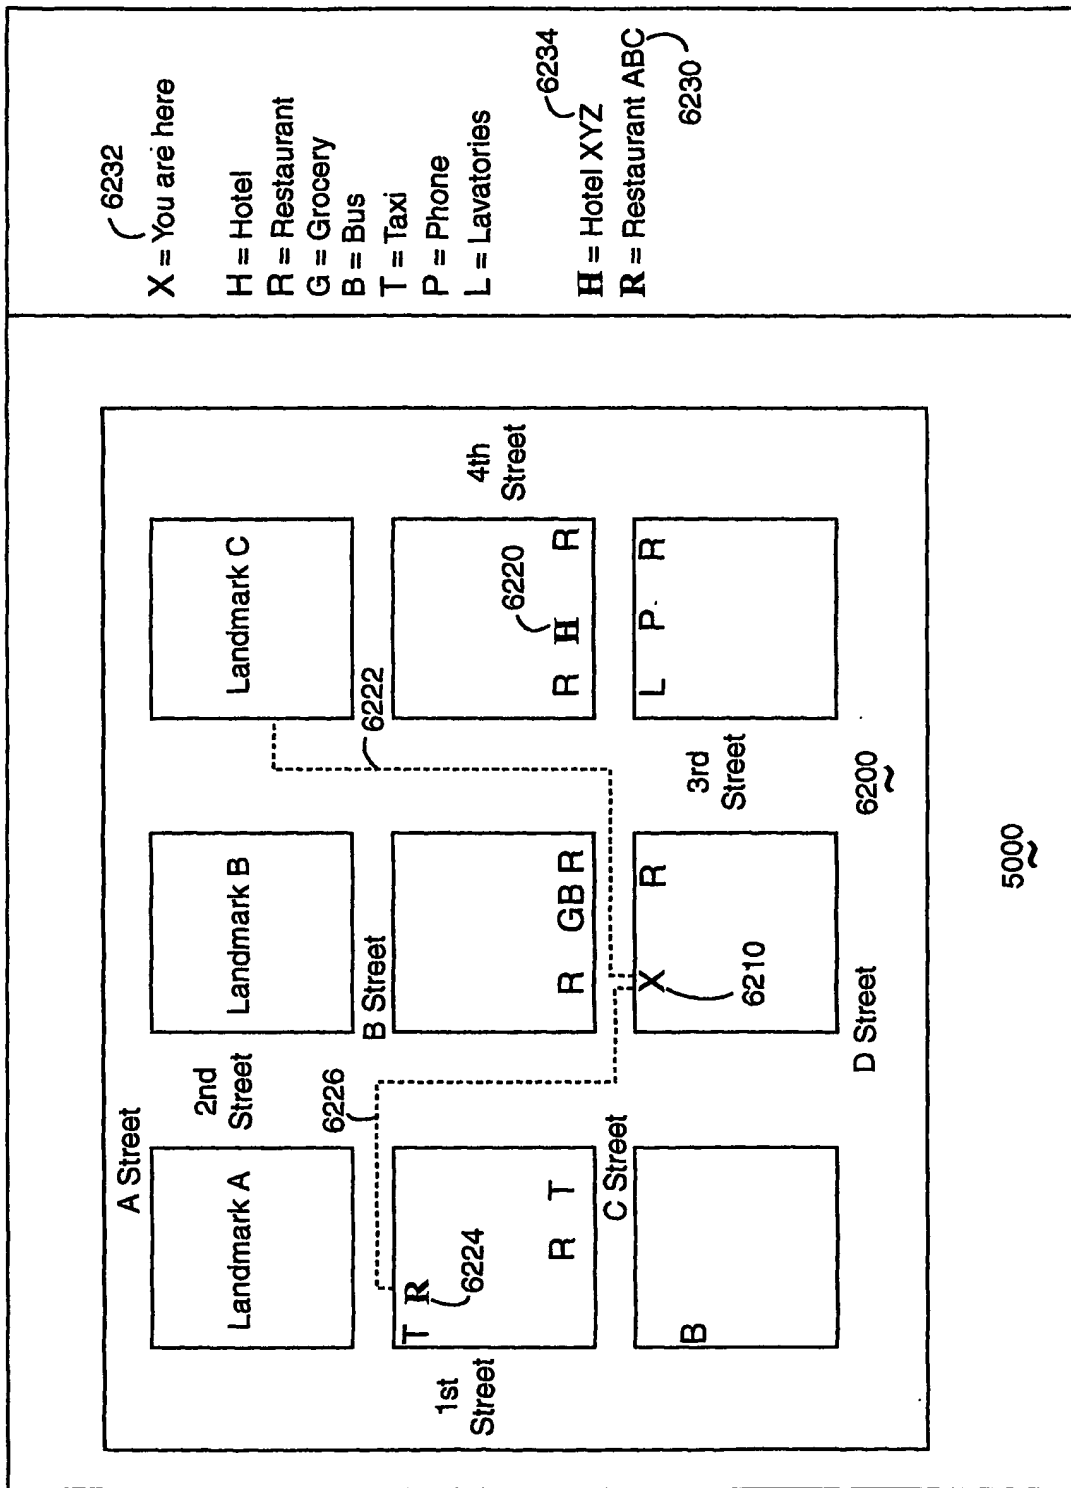 A Street
Landmark A
2nd Street
Landmark B
Landmark C
B Street
6226
6222
T R
6224
1st Street
R T
R GB R
R H R
6220
4th Street
C Street
B
X R
6210
L P R
3rd Street
D Street
6200
5000
6232
X = You are here
H = Hotel
R = Restaurant
G = Grocery
B = Bus
T = Taxi
P = Phone
L = Lavatories
6234
H = Hotel XYZ
R = Restaurant ABC
6230